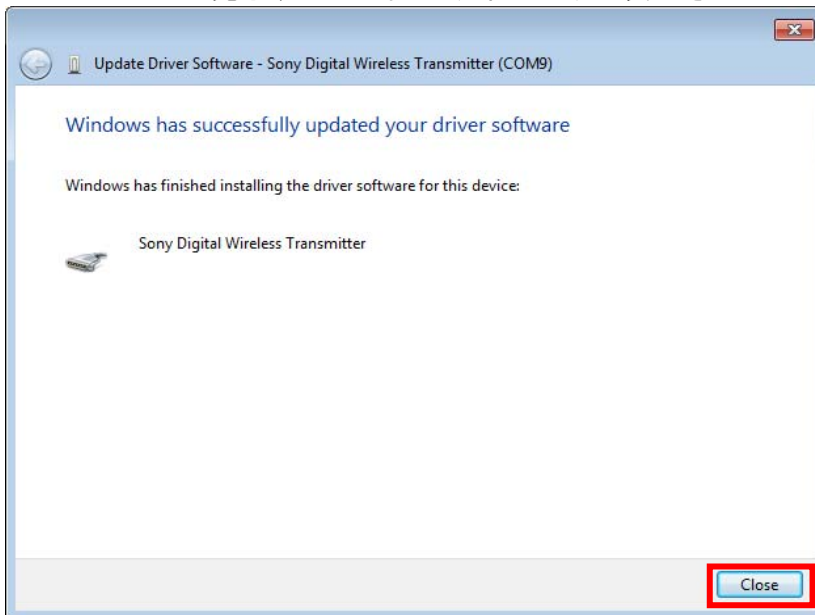 Update Driver Software - Sony Digital Wireless Transmitter (COM9)
Windows has successfully updated your driver software
Windows has finished installing the driver software for this device:
Sony Digital Wireless Transmitter
Close